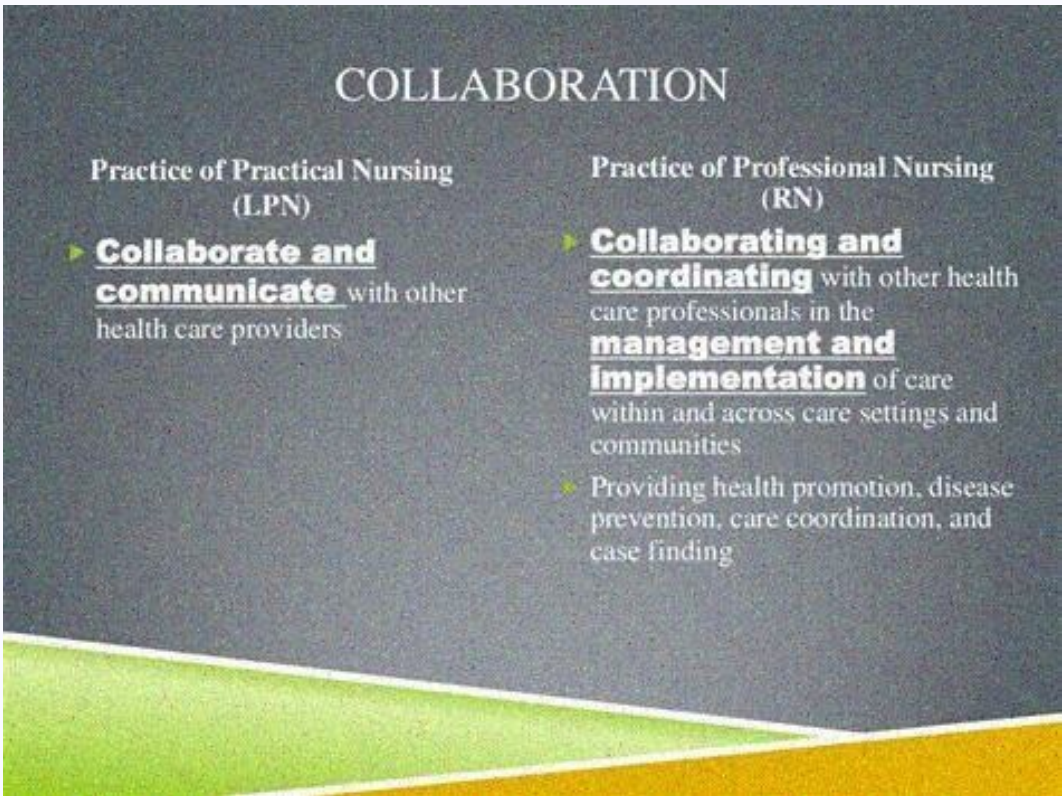 COLLABORATION
Practice of Practical Nursing
(LPN)
Collaborate and
communicate with other
health care providers
Practice of Professional Nursing
(RN)
Collaborating and
coordinating with other health
care professionals in the
management and
implementation of care
within and across care settings and
communities
Providing health promotion, disease
prevention, care coordination, and
case finding